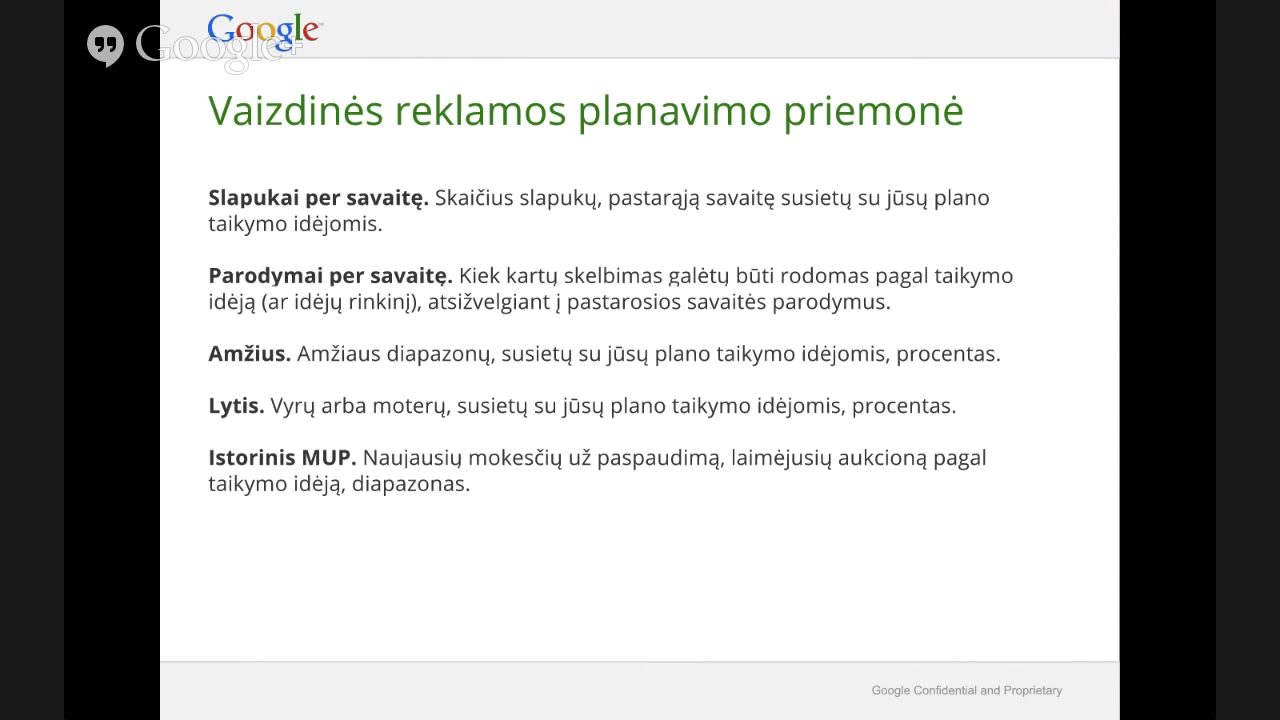 Google+
Google™
Vaizdinės reklamos planavimo priemonė
Slapukai per savaitę. Skaičius slapukų, pastarąją savaitę susietų su jūsų plano
taikymo idėjomis.
Parodymai per savaitę. Kiek kartų skelbimas galėtų būti rodomas pagal taikymo
idėją (ar idėjų rinkinį), atsižvelgiant į pastarosios savaitės parodymus.
Amžius. Amžiaus diapazonų, susietų su jūsų plano taikymo idėjomis, procentas.
Lytis. Vyrų arba moterų, susietų su jūsų plano taikymo idėjomis, procentas.
Istorinis MUP. Naujausių mokesčių už paspaudimą, laimėjusių aukcioną pagal
taikymo idėją, diapazonas.
Google Confidential and Proprietary